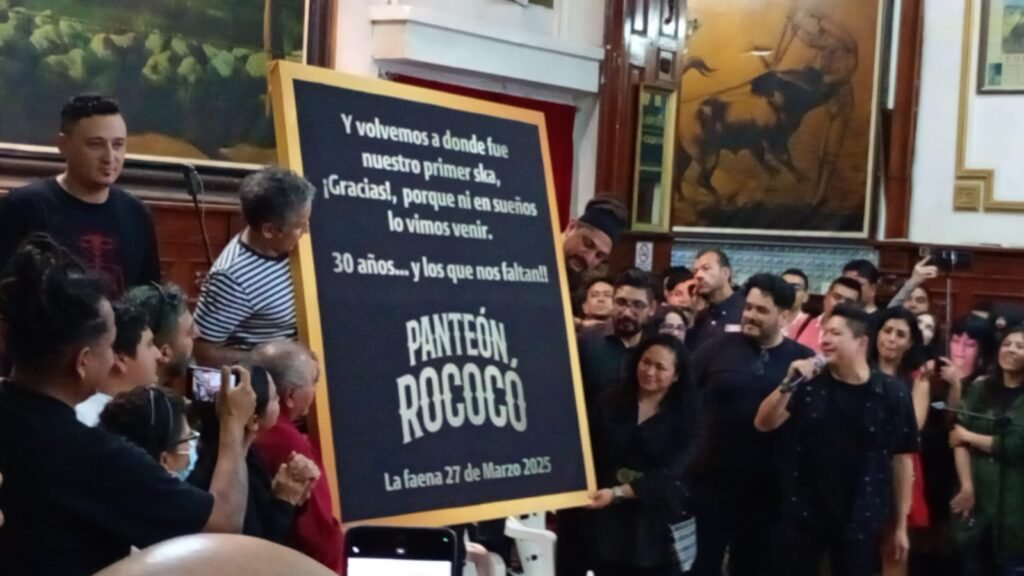 Y volvemos a donde fue
nuestro primer ska,
¡Gracias!, porque ni en sueños
lo vimos venir.
30 años... y los que nos faltan!!
PANTEÓN
ROCOCÓ
La faena 27 de Marzo 2025